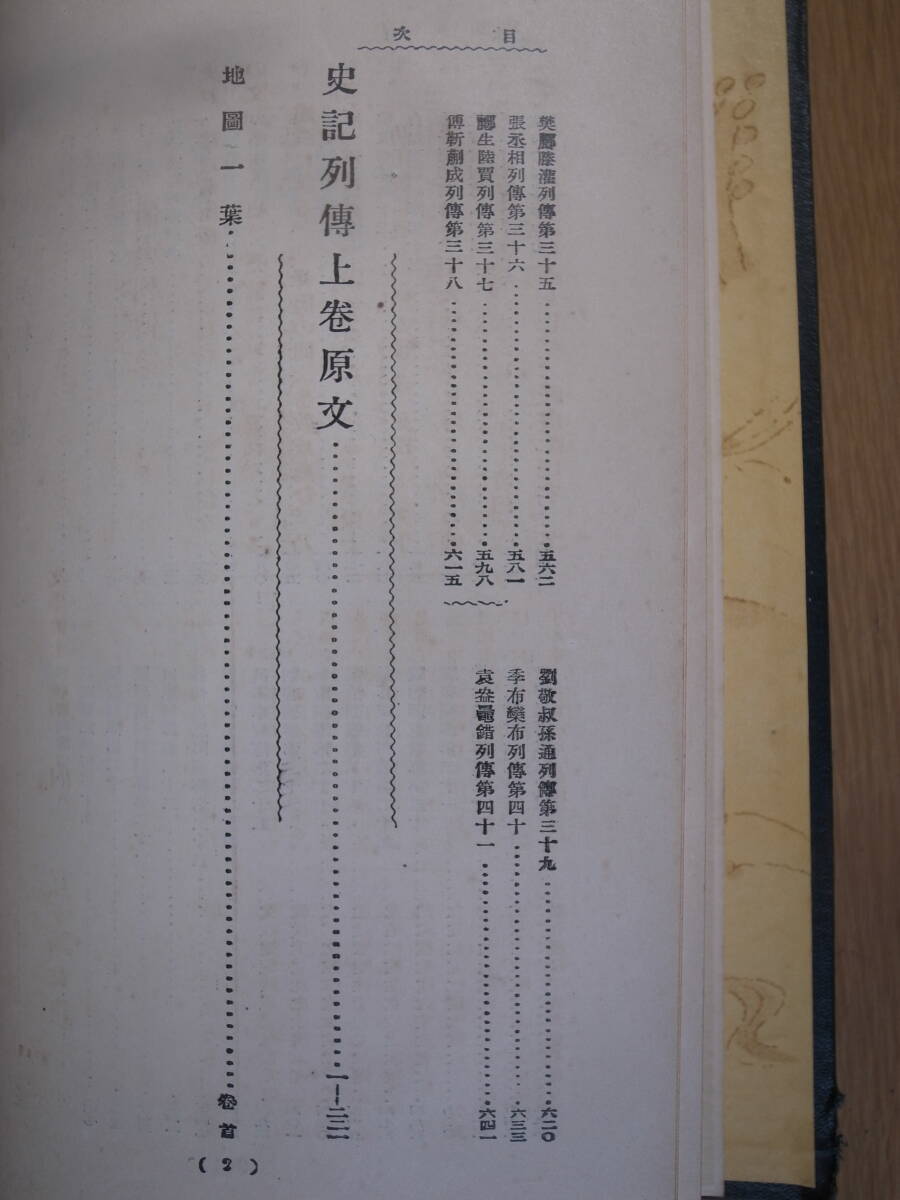 目次
樊酈滕灌列傳第三十五 五六二
張丞相列傳第三十六 五八一
酈生陸賈列傳第三十七 五九八
傅靳蒯成列傳第三十八 六一五
劉敬叔孫通列傳第三十九 六二〇
季布欒布列傳第四十 六三三
袁盎鼂錯列傳第四十一 六四一
史記列傳上卷原文 一—二二一
地圖一葉 卷首
(2)